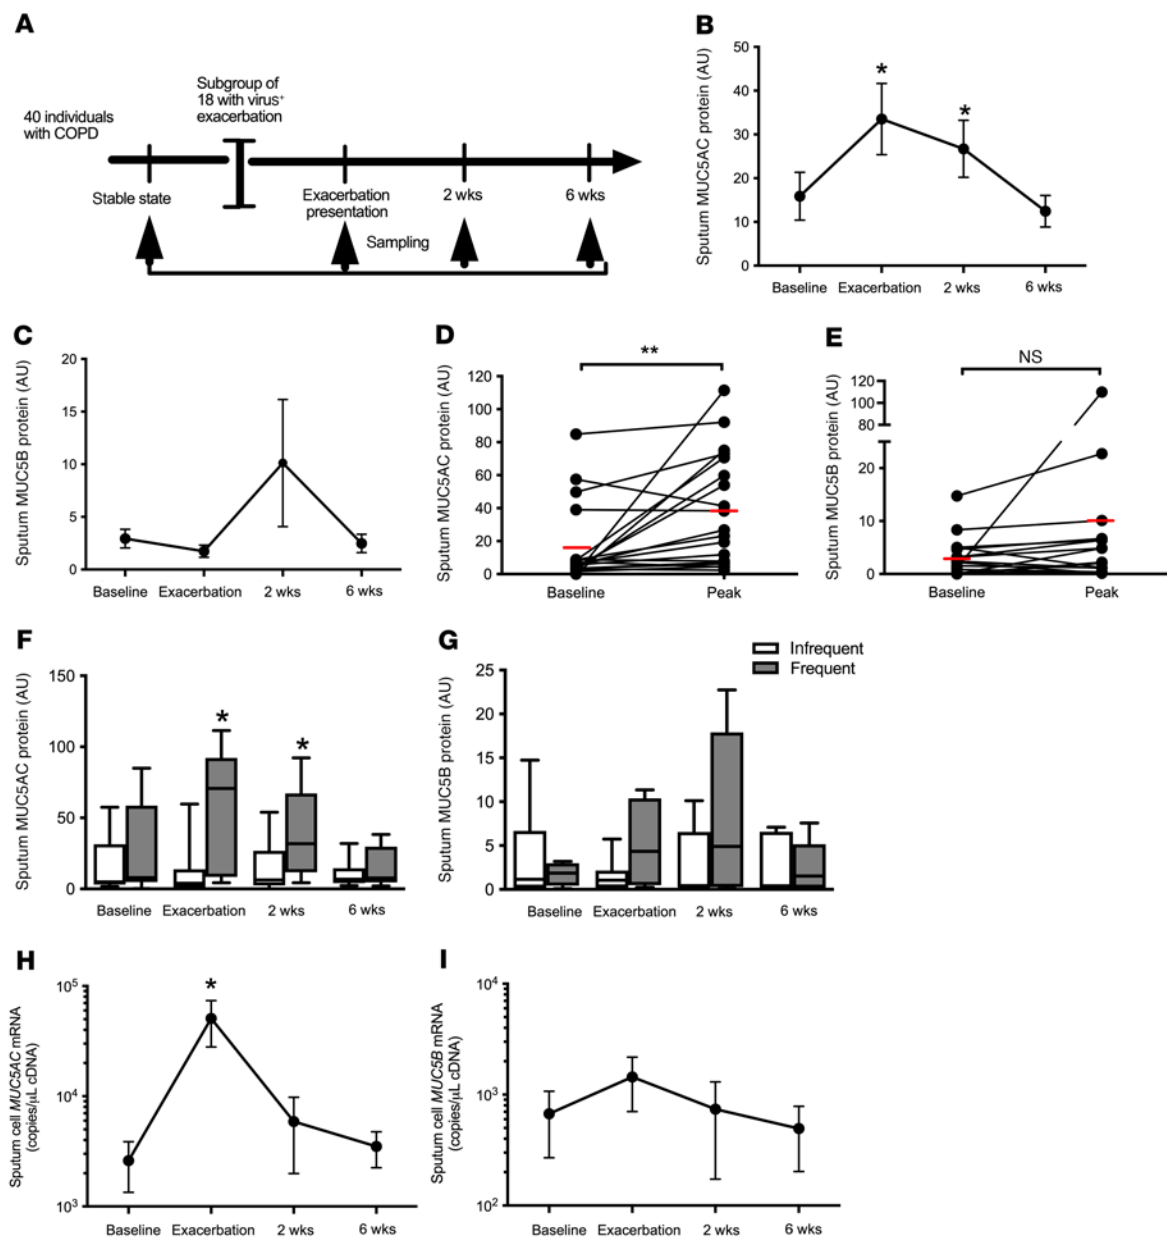 A
40 individuals
with COPD
Subgroup of
18 with virus+
exacerbation
Stable state
Exacerbation
presentation
2 wks
6 wks
Sampling
B
Sputum MUC5AC protein (AU)
50
40
30
20
10
0
*
*
Baseline
Exacerbation
2 wks
6 wks
C
Sputum MUC5B protein (AU)
20
15
10
5
0
Baseline
Exacerbation
2 wks
6 wks
D
Sputum MUC5AC protein (AU)
**
120
100
80
60
40
20
0
Baseline
Peak
E
Sputum MUC5B protein (AU)
NS
120
100
80
20
10
0
Baseline
Peak
F
Sputum MUC5AC protein (AU)
150
100
50
0
*
*
Baseline
Exacerbation
2 wks
6 wks
G
Infrequent
Frequent
Sputum MUC5B protein (AU)
25
20
15
10
5
0
Baseline
Exacerbation
2 wks
6 wks
H
Sputum cell MUC5AC mRNA
(copies/μL cDNA)
10⁵
10⁴
10³
*
Baseline
Exacerbation
2 wks
6 wks
I
Sputum cell MUC5B mRNA
(copies/μL cDNA)
10⁴
10³
10²
Baseline
Exacerbation
2 wks
6 wks